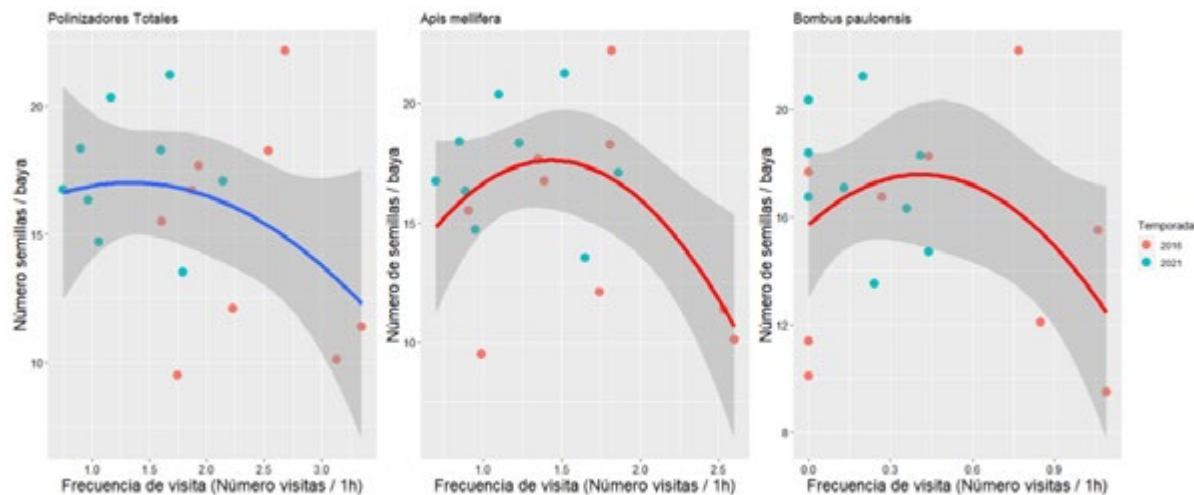 Polinizadores Totales
Apis mellifera
Bombus pauloensis
Número semillas / baya
20
15
10
1.0 1.5 2.0 2.5 3.0
Frecuencia de visita (Número visitas / 1h)
Número de semillas / baya
20
15
10
1.0 1.5 2.0 2.5
Frecuencia de visita (Número visitas / 1h)
Número de semillas / baya
20
16
12
8
0.0 0.3 0.6 0.9
Frecuencia de visita (Número visitas / 1h)
Temporada
2016
2021